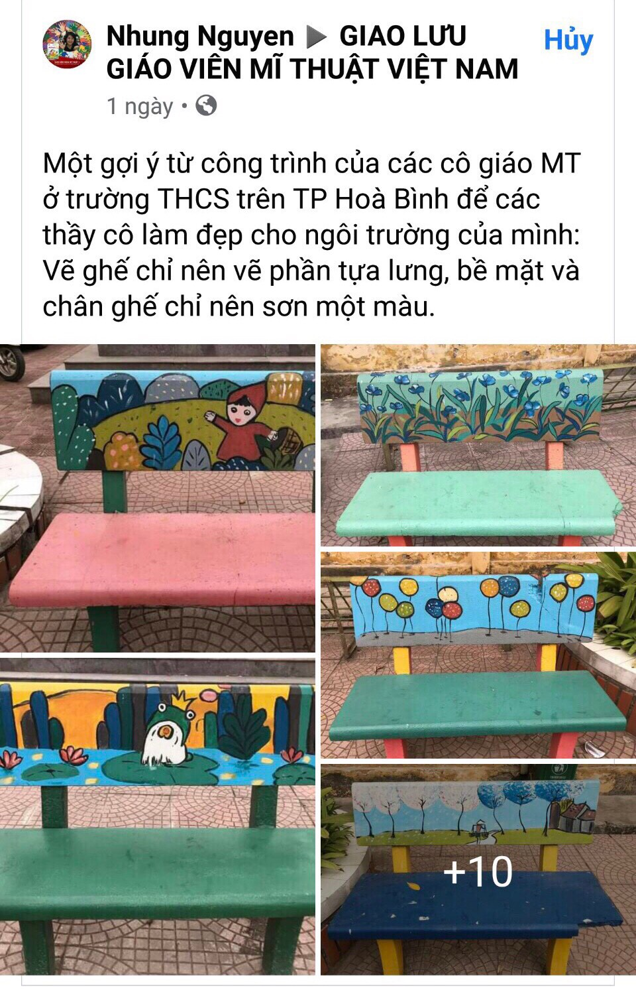 Nhung Nguyen ▶ GIAO LƯU
GIÁO VIÊN MĨ THUẬT VIỆT NAM
Hủy
1 ngày ·
Một gợi ý từ công trình của các cô giáo MT
ở trường THCS trên TP Hoà Bình để các
thầy cô làm đẹp cho ngôi trường của mình:
Vẽ ghế chỉ nên vẽ phần tựa lưng, bề mặt và
chân ghế chỉ nên sơn một màu.
+10